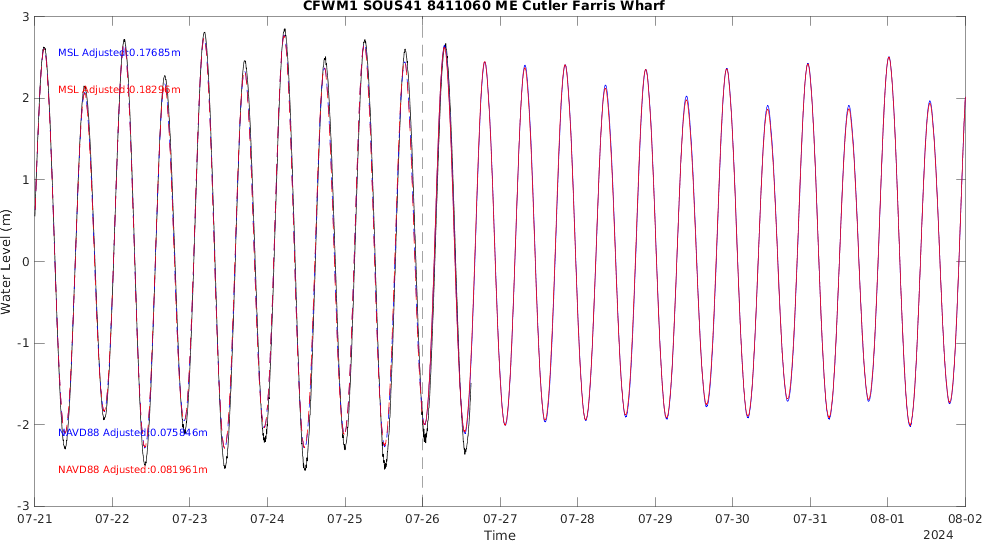 CFWM1 SOUS41 8411060 ME Cutler Farris Wharf
3
MSL Adjusted:0.17685m
MSL Adjusted:0.18296m
2
1
Water Level (m)
0
-1
-2
NAVD88 Adjusted:0.075846m
NAVD88 Adjusted:0.081961m
-3
07-21 07-22 07-23 07-24 07-25 07-26 07-27 07-28 07-29 07-30 07-31 08-01 08-02
Time
2024